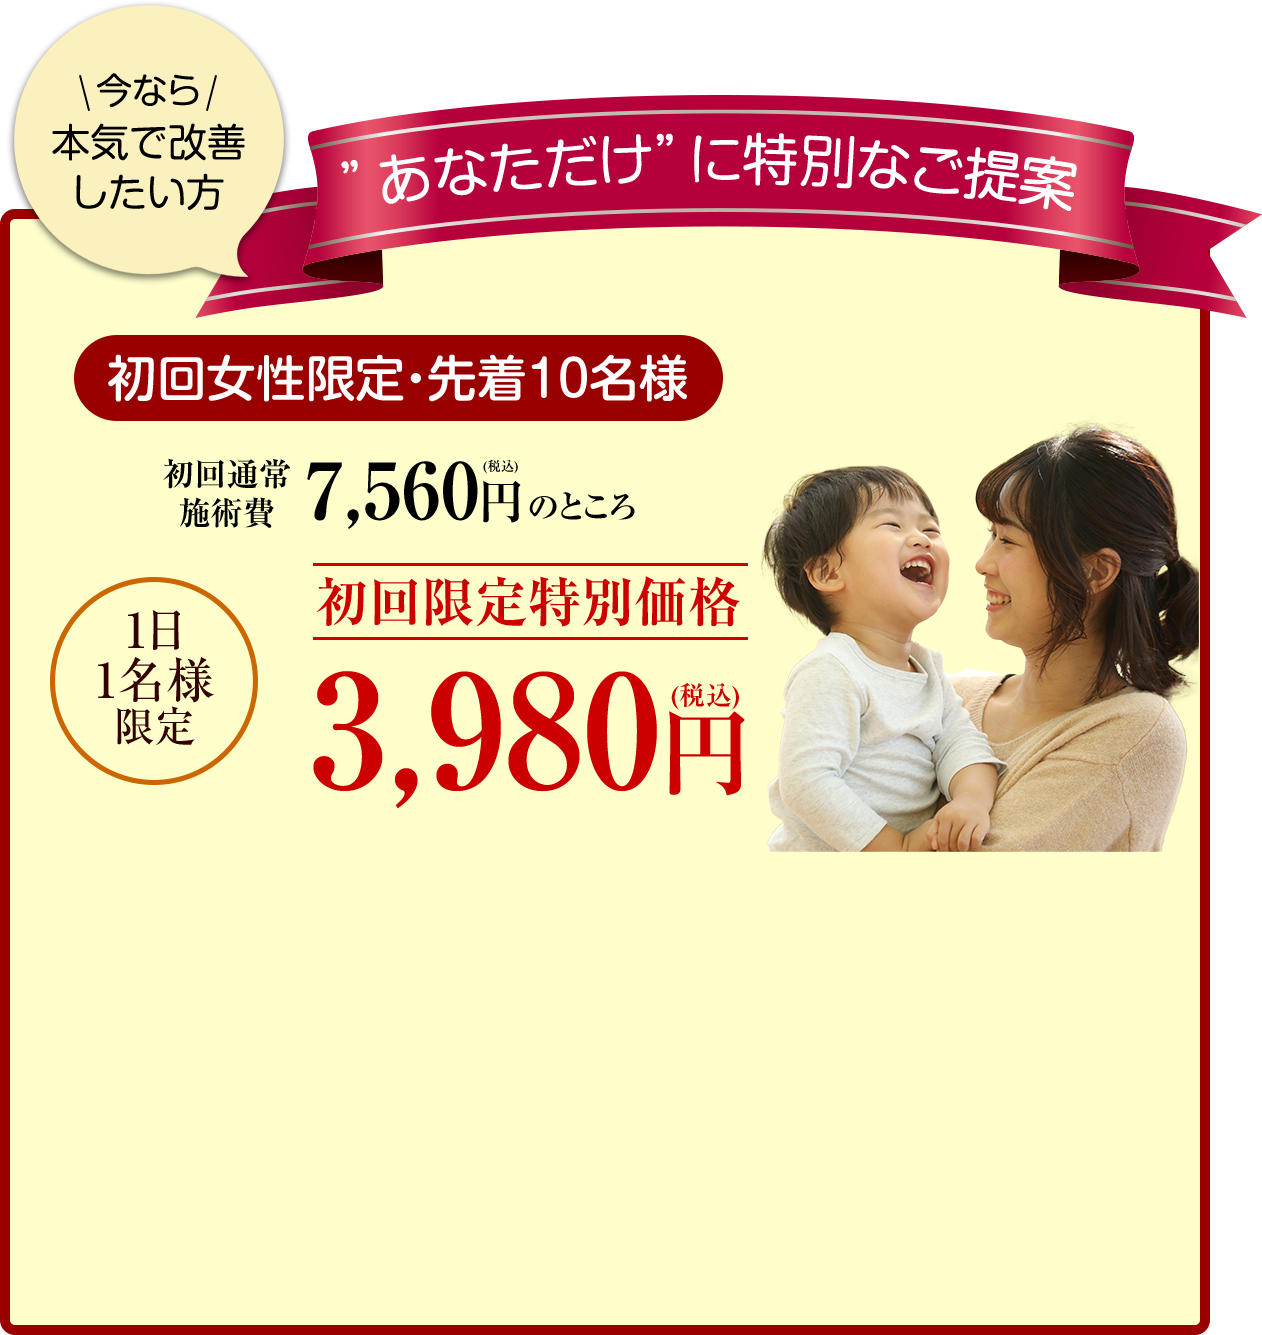 \今なら/
本気で改善
したい方
”あなただけ”に特別なご提案
初回女性限定・先着10名様
初回通常
施術費
7,560円(税込)のところ
初回限定特別価格
3,980円(税込)
1日
1名様
限定